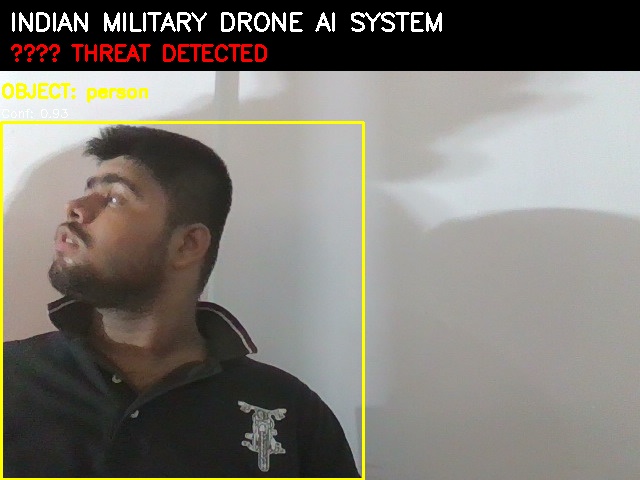 INDIAN MILITARY DRONE AI SYSTEM
???? THREAT DETECTED
OBJECT: person
Conf: 0.93